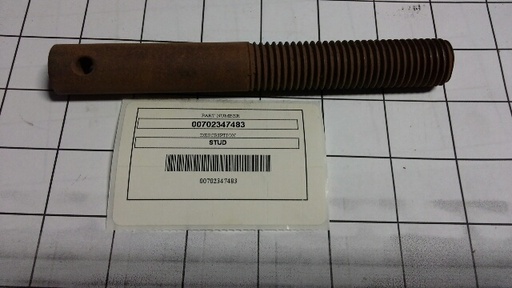 PART NUMBER
00702347483
DESCRIPTION
STUD
00702347483